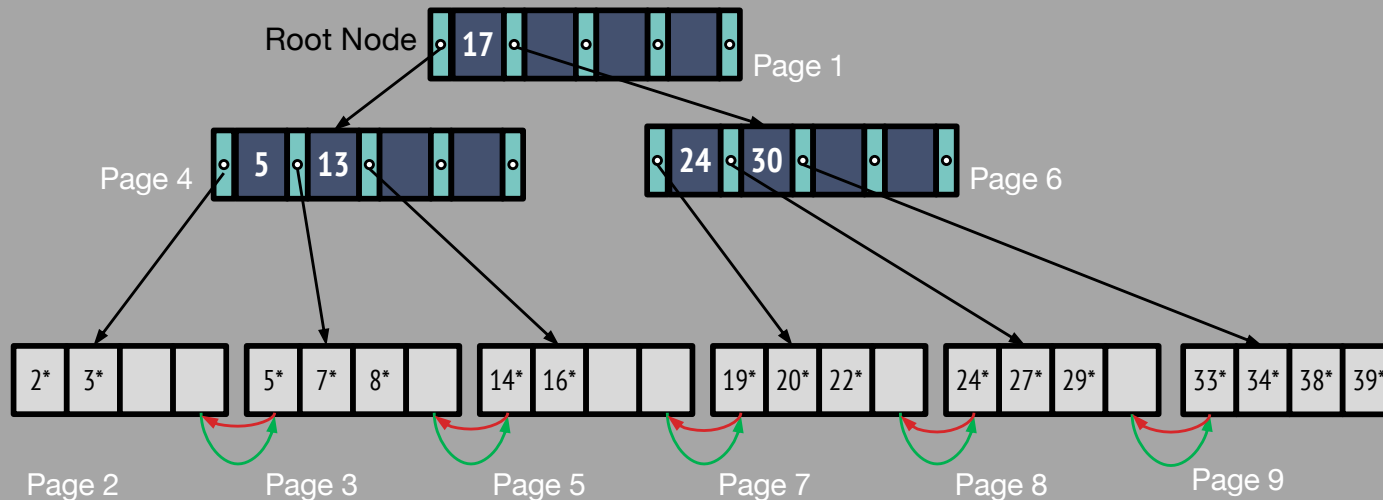 Root Node
17
Page 1
Page 4
5 13
24 30
Page 6
2* 3*
5* 7* 8*
14* 16*
19* 20* 22*
24* 27* 29*
33* 34* 38* 39*
Page 2
Page 3
Page 5
Page 7
Page 8
Page 9